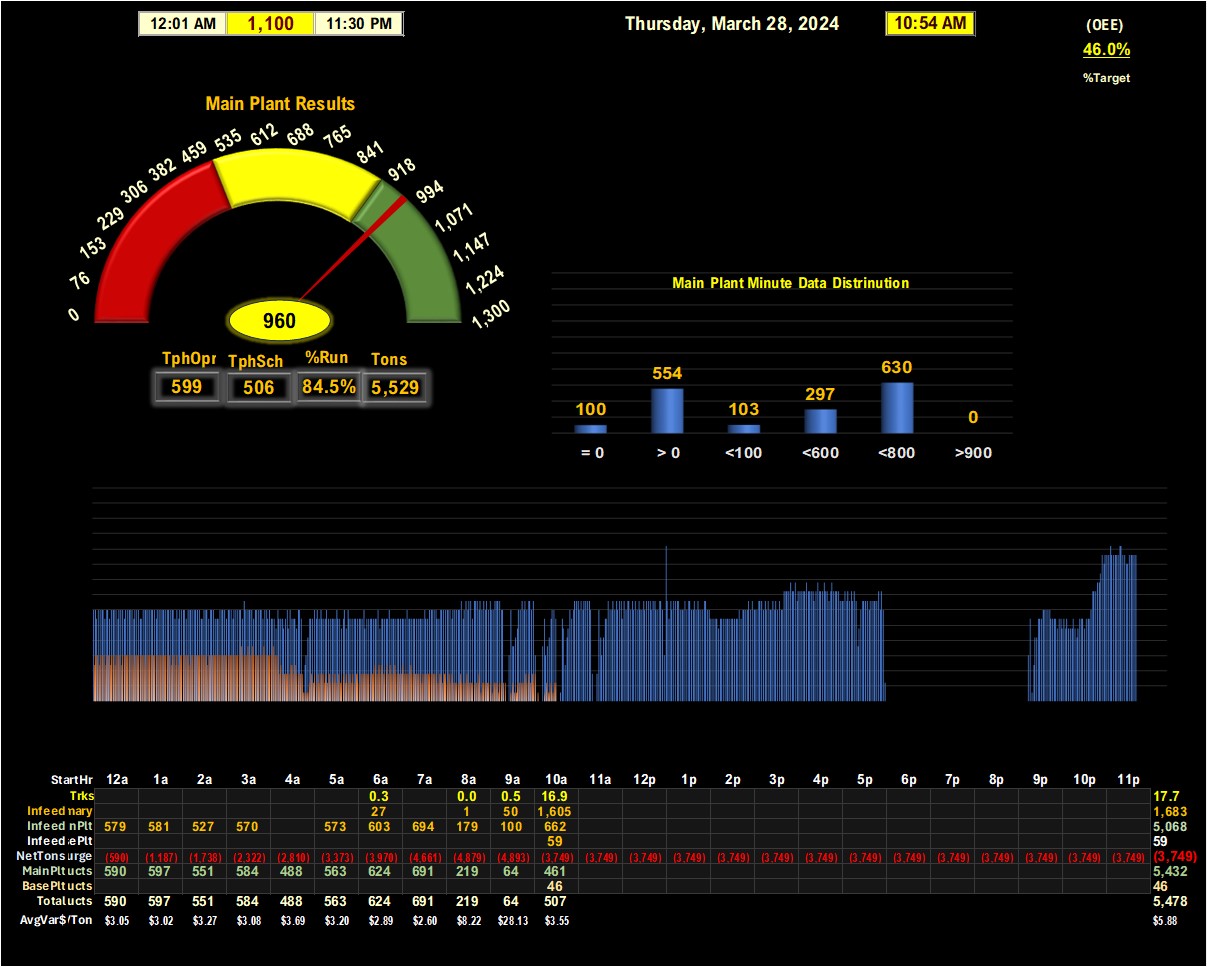 12:01 AM 1,100 11:30 PM Thursday, March 28, 2024 10:54 AM (OEE)
46.0%
%Target
Main Plant Results
0 76 153 229 306 382 459 535 612 688 765 841 918 994 1,071 1,147 1,224 1,300
960
TphOpr TphSch %Run Tons
599 506 84.5% 5,529
Main Plant Minute Data Distrinution
100 554 103 297 630 0
= 0 > 0 <100 <600 <800 >900
StartHr 12a 1a 2a 3a 4a 5a 6a 7a 8a 9a 10a 11a 12p 1p 2p 3p 4p 5p 6p 7p 8p 9p 10p 11p
Trks 0.3 0.0 0.5 16.9 17.7
Infeed nary 27 1 50 1,605 1,683
Infeed nPlt 579 581 527 570 573 603 694 179 100 662 5,068
Infeed ePlt 59 59
NetTons urge (590) (1,187) (1,738) (2,322) (2,810) (3,373) (3,970) (4,661) (4,879) (4,893) (3,749) (3,749) (3,749) (3,749) (3,749) (3,749) (3,749) (3,749) (3,749) (3,749) (3,749) (3,749) (3,749) (3,749) (3,749)
MainPlt ucts 590 597 551 584 488 563 624 691 219 64 461 5,432
BasePlt ucts 46 46
Total ucts 590 597 551 584 488 563 624 691 219 64 507 5,478
AvgVar$/Ton $3.05 $3.02 $3.27 $3.08 $3.69 $3.20 $2.89 $2.60 $8.22 $28.13 $3.55 $5.88